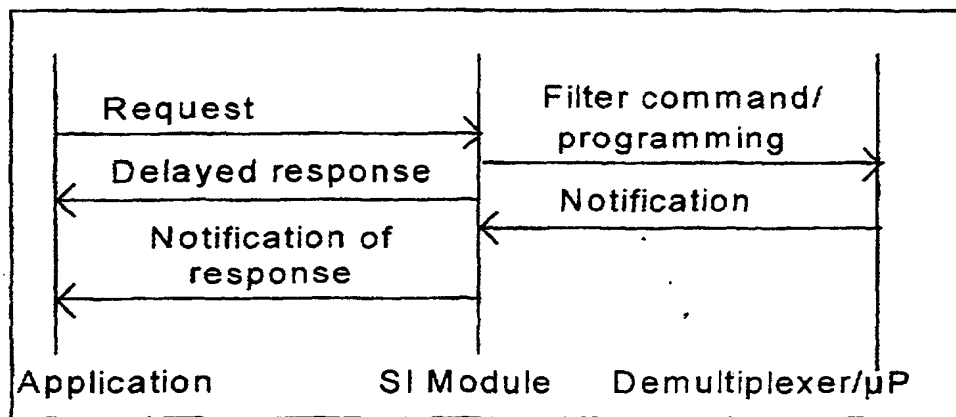 Request
Filter command/
programming
Delayed response
Notification
Notification of
response
Application
SI Module
Demultiplexer/µP